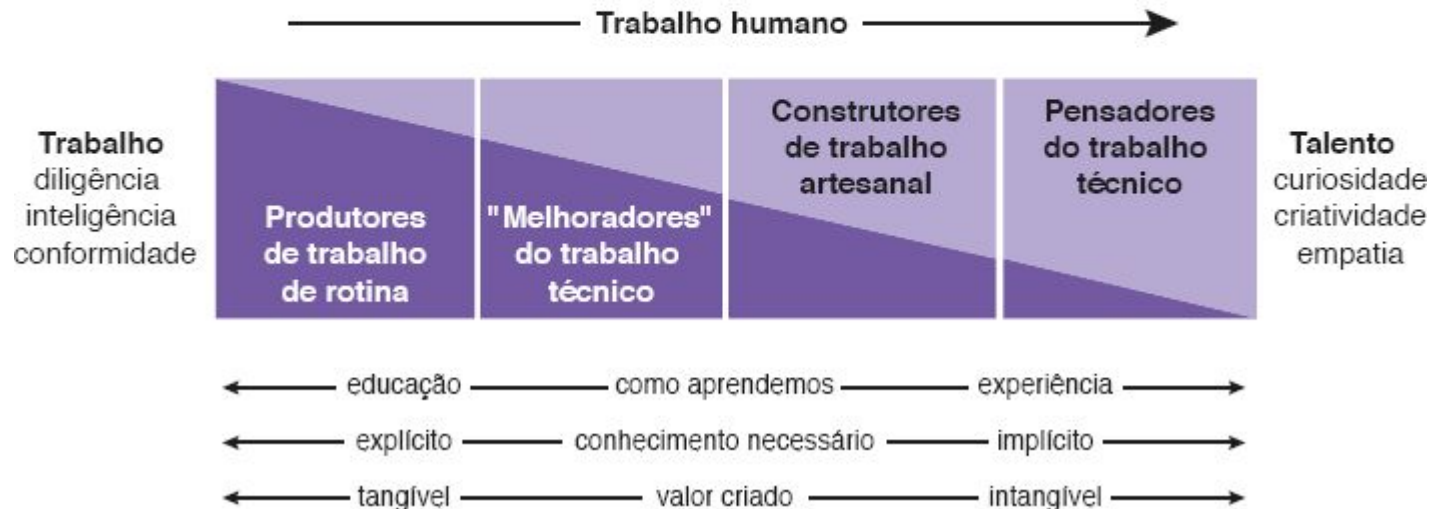 Trabalho humano
Trabalho
diligência
inteligência
conformidade
Produtores
de trabalho
de rotina
"Melhoradores"
do trabalho
técnico
Construtores
de trabalho
artesanal
Pensadores
do trabalho
técnico
Talento
curiosidade
criatividade
empatia
educação como aprendemos experiência
explícito conhecimento necessário implícito
tangível valor criado intangível